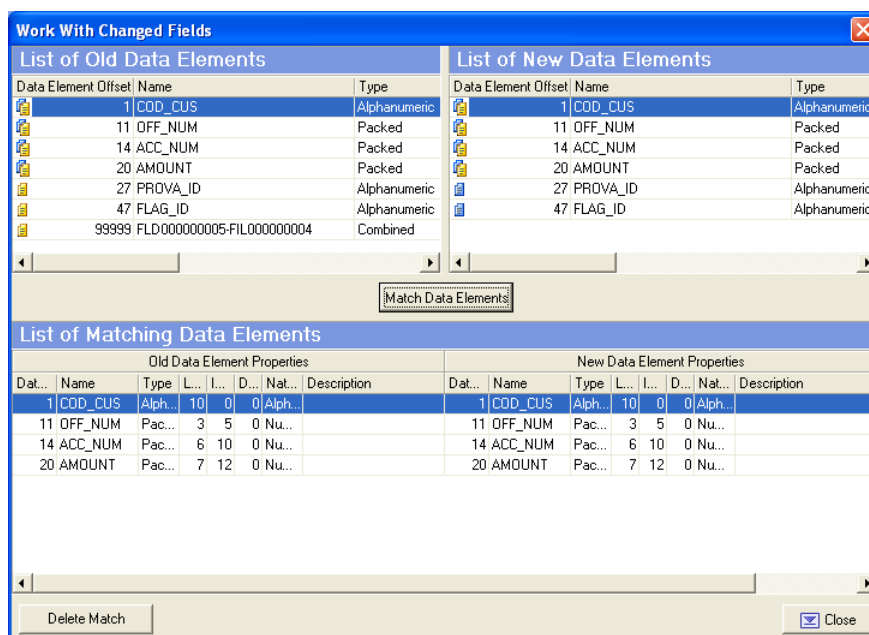 Work With Changed Fields
List of Old Data Elements List of New Data Elements
Data Element Offset Name Type Data Element Offset Name Type
1 COD_CUS Alphanumeric 1 COD_CUS Alphanumeric
11 OFF_NUM Packed 11 OFF_NUM Packed
14 ACC_NUM Packed 14 ACC_NUM Packed
20 AMOUNT Packed 20 AMOUNT Packed
27 PROVA_ID Alphanumeric 27 PROVA_ID Alphanumeric
47 FLAG_ID Alphanumeric 47 FLAG_ID Alphanumeric
99999 FLD000000005-FIL000000004 Combined
Match Data Elements
List of Matching Data Elements
Old Data Element Properties New Data Element Properties
Dat... Name Type L... I... D... Nat... Description Dat... Name Type L... I... D... Nat... Description
1 COD_CUS Alph... 10 0 0 Alph... 1 COD_CUS Alph... 10 0 0 Alph...
11 OFF_NUM Pac... 3 5 0 Nu... 11 OFF_NUM Pac... 3 5 0 Nu...
14 ACC_NUM Pac... 6 10 0 Nu... 14 ACC_NUM Pac... 6 10 0 Nu...
20 AMOUNT Pac... 7 12 0 Nu... 20 AMOUNT Pac... 7 12 0 Nu...
Delete Match Close